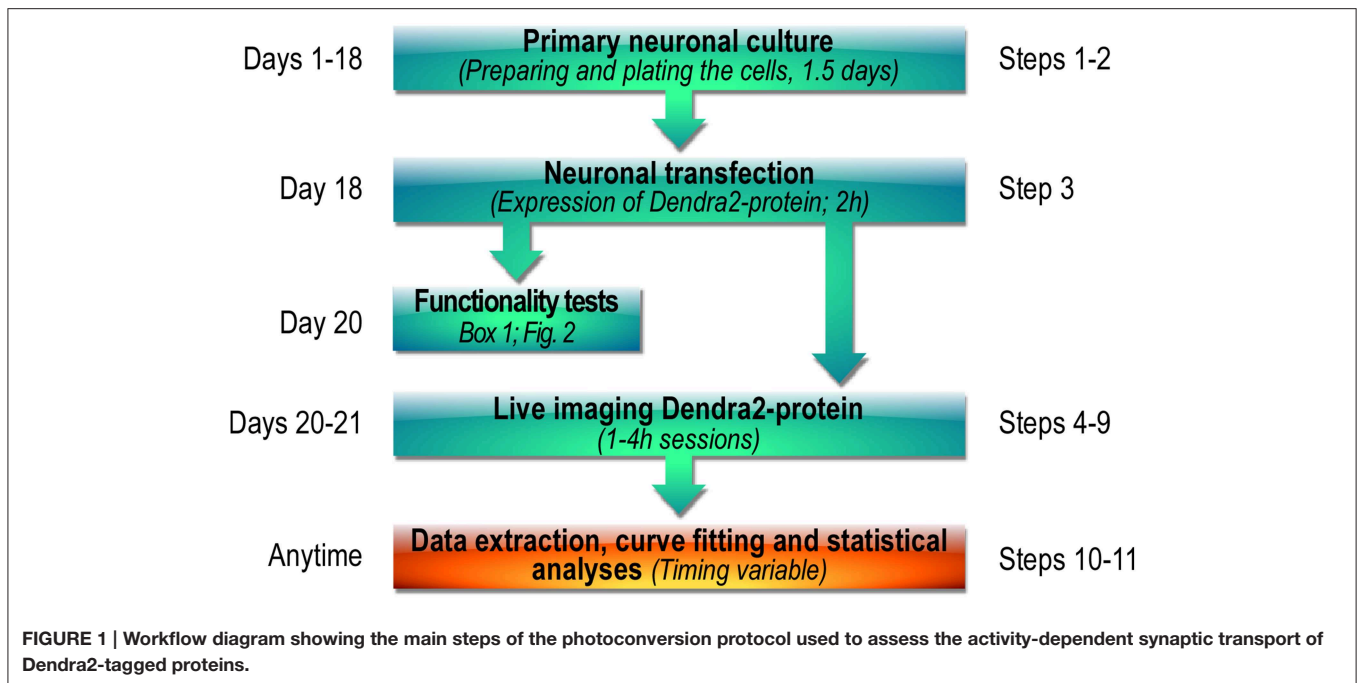 Days 1-18
Primary neuronal culture
(Preparing and plating the cells, 1.5 days)
Steps 1-2
Day 18
Neuronal transfection
(Expression of Dendra2-protein; 2h)
Step 3
Day 20
Functionality tests
Box 1; Fig. 2
Days 20-21
Live imaging Dendra2-protein
(1-4h sessions)
Steps 4-9
Anytime
Data extraction, curve fitting and statistical
analyses (Timing variable)
Steps 10-11
FIGURE 1 | Workflow diagram showing the main steps of the photoconversion protocol used to assess the activity-dependent synaptic transport of
Dendra2-tagged proteins.